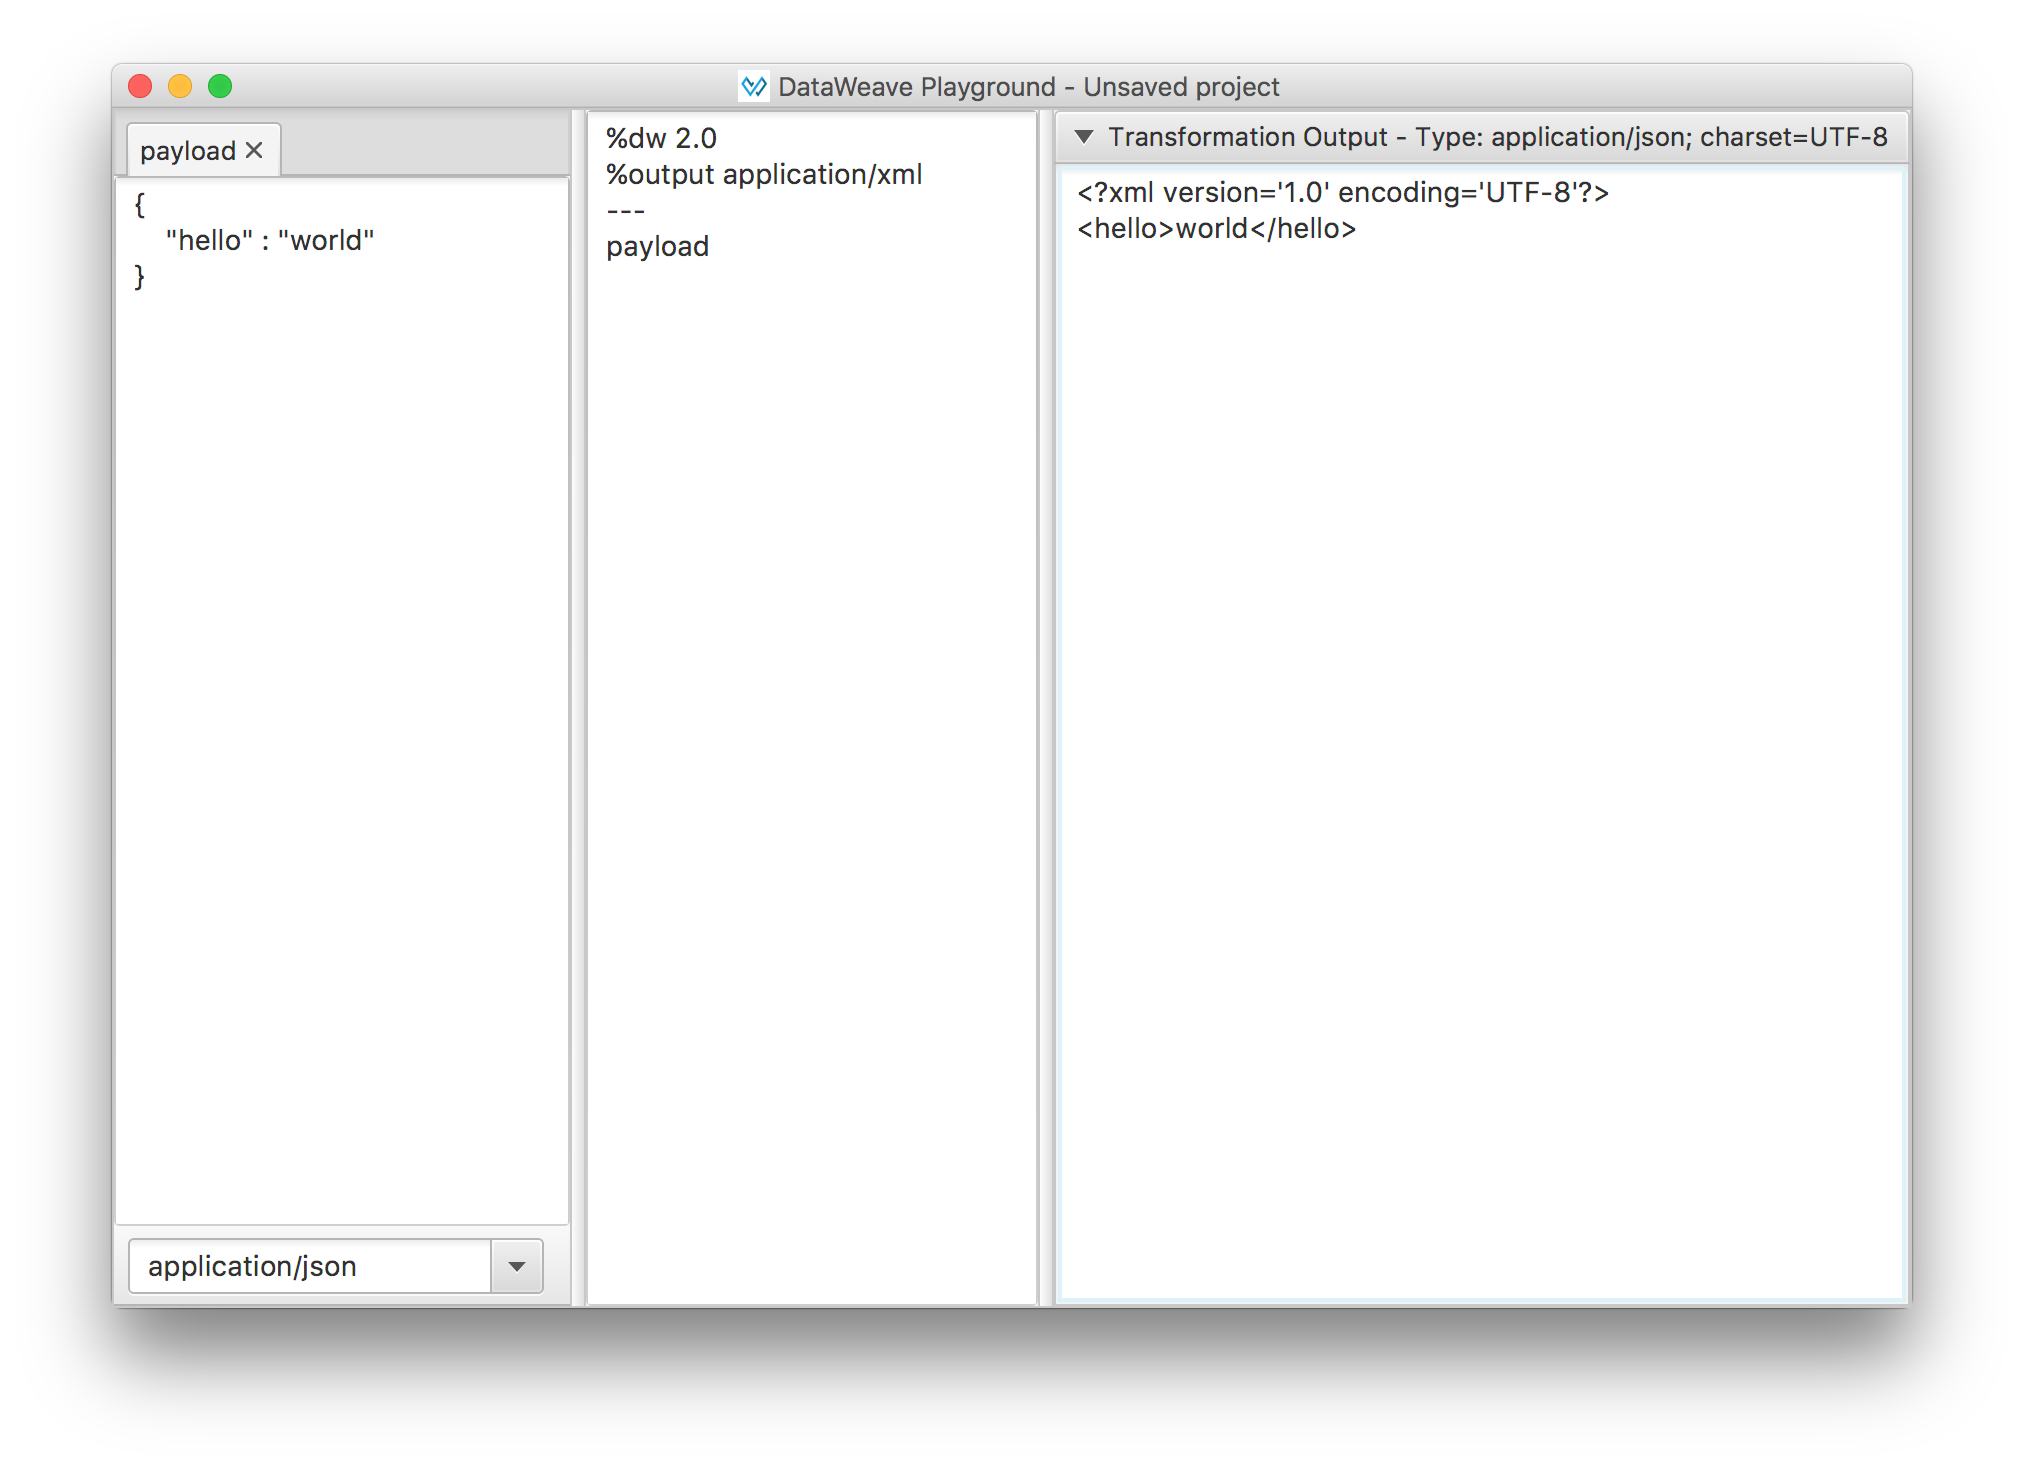 DataWeave Playground - Unsaved project
payload
{
"hello" : "world"
}
application/json
%dw 2.0
%output application/xml
---
payload
Transformation Output - Type: application/json; charset=UTF-8
<?xml version='1.0' encoding='UTF-8'?>
<hello>world</hello>